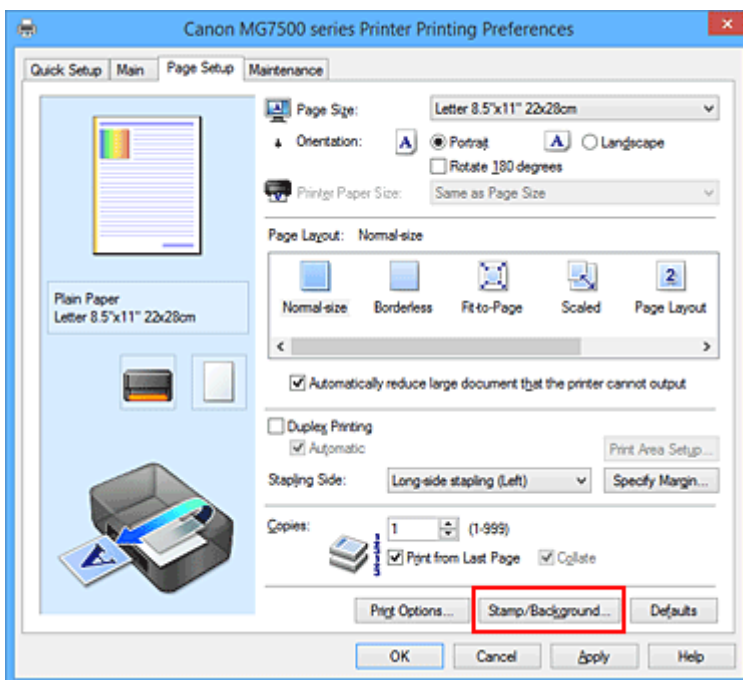 Canon MG7500 series Printer Printing Preferences
Quick Setup Main Page Setup Maintenance
Page Size: Letter 8.5"x11" 22x28cm
Orientation: A Portrait A Landscape
Rotate 180 degrees
Printer Paper Size: Same as Page Size
Page Layout: Normal-size
2
Normal-size Borderless Fit-to-Page Scaled Page Layout
Plain Paper
Letter 8.5"x11" 22x28cm
Automatically reduce large document that the printer cannot output
Duplex Printing
Automatic Print Area Setup...
Stapling Side: Long-side stapling (Left) Specify Margin...
Copies: 1 (1-999)
Print from Last Page Collate
A
Print Options... Stamp/Background... Defaults
OK Cancel Apply Help